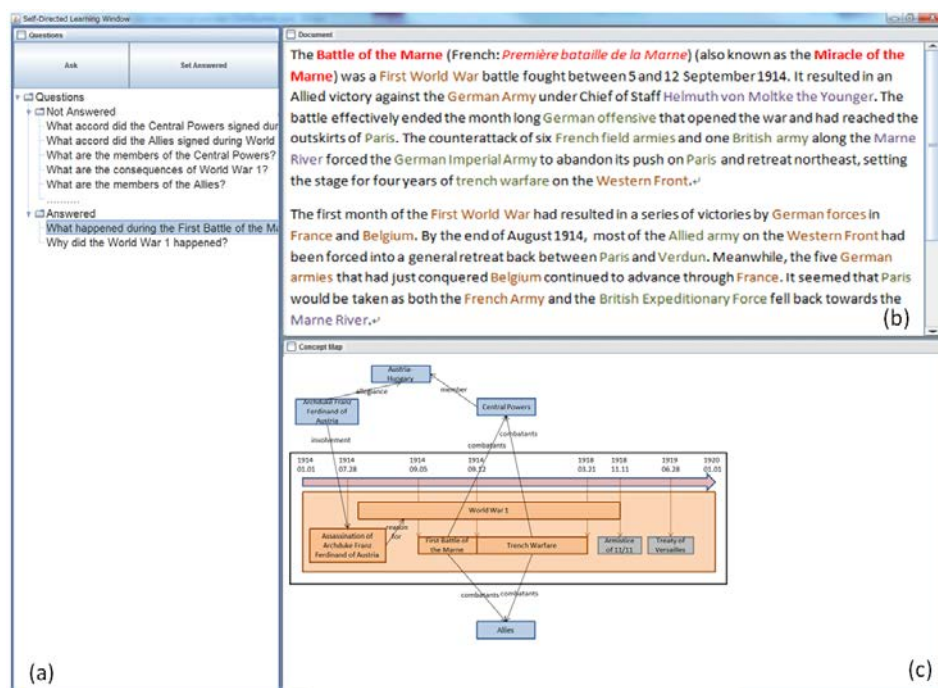 Self-Directed Learning Window
Questions
Ask
Set Answered
Questions
Not Answered
What accord did the Central Powers signed dur
What accord did the Allies signed during World
What are the members of the Central Powers?
What are the consequences of World War 1?
What are the members of the Allies?
..........
Answered
What happened during the First Battle of the Ma
Why did the World War 1 happened?
(a)
Document
The Battle of the Marne (French: Première bataille de la Marne) (also known as the Miracle of the
Marne) was a First World War battle fought between 5 and 12 September 1914. It resulted in an
Allied victory against the German Army under Chief of Staff Helmuth von Moltke the Younger. The
battle effectively ended the month long German offensive that opened the war and had reached the
outskirts of Paris. The counterattack of six French field armies and one British army along the Marne
River forced the German Imperial Army to abandon its push on Paris and retreat northeast, setting
the stage for four years of trench warfare on the Western Front.
The first month of the First World War had resulted in a series of victories by German forces in
France and Belgium. By the end of August 1914, most of the Allied army on the Western Front had
been forced into a general retreat back between Paris and Verdun. Meanwhile, the five German
armies that had just conquered Belgium continued to advance through France. It seemed that Paris
would be taken as both the French Army and the British Expeditionary Force fell back towards the
Marne River.
(b)
Concept Map
Austria-
Hungary
allegiance
member
Archduke Franz
Ferdinand of
Austria
Central Powers
involvement
combatants
combatants
1914
01.01
1914
07.28
1914
09.05
1914
09.12
1918
03.21
1918
11.11
1919
06.28
1920
01.01
World War 1
reason
for
Assassination of
Archduke Franz
Ferdinand of Austria
First Battle of
the Marne
Trench Warfare
Armistice
of 11/11
Treaty of
Versailles
combatants
combatants
Allies
(c)